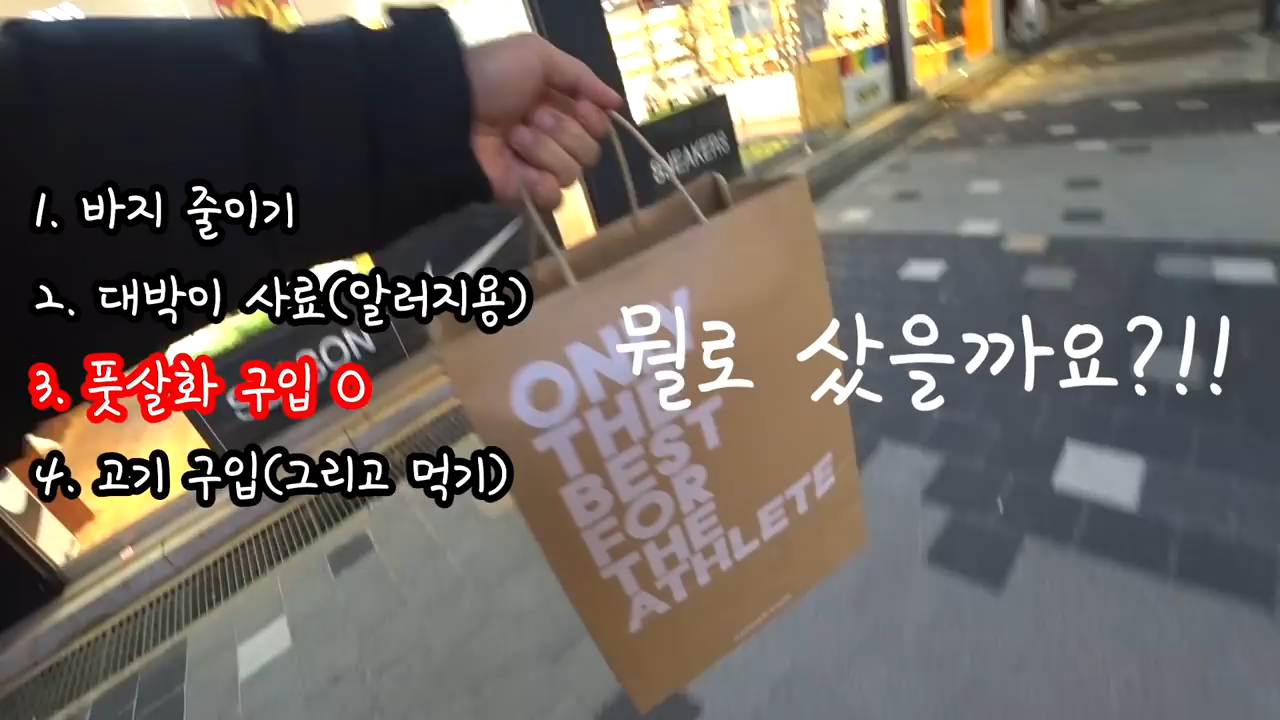 SNEAKERS
1. 바지 줄이기
2. 대박이 사료(알러지용)
3. 풋살화 구입 O
4. 고기 구입(그리고 먹기)
뭘로 샀을까요?!!
ONLY
THE
BEST
FOR
THE
ATHLETE